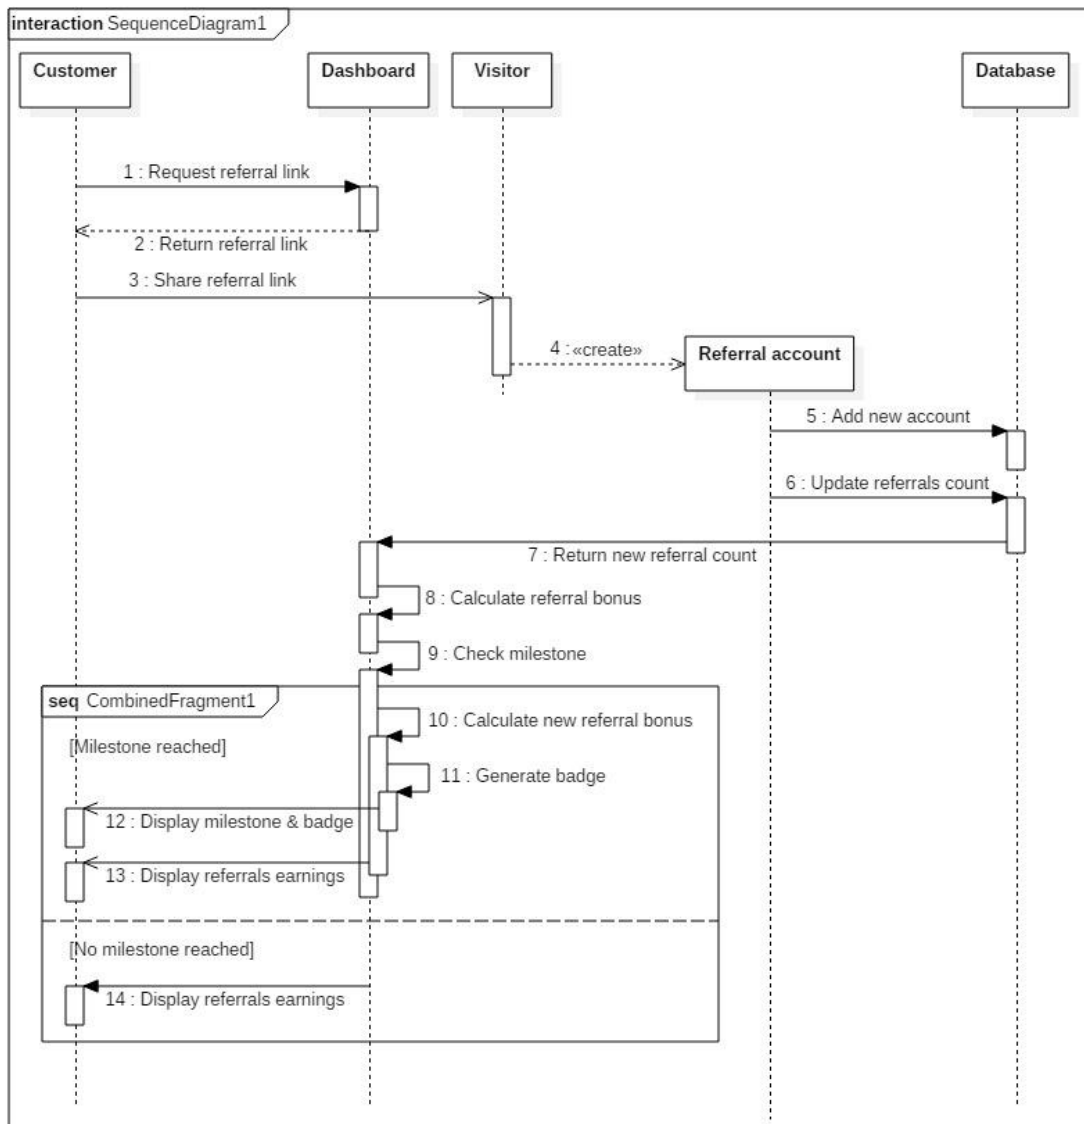 interaction SequenceDiagram1
Customer
Dashboard
Visitor
Database
1 : Request referral link
2 : Return referral link
3 : Share referral link
4 : «create»
Referral account
5 : Add new account
6 : Update referrals count
7 : Return new referral count
8 : Calculate referral bonus
9 : Check milestone
seq CombinedFragment1
10 : Calculate new referral bonus
[Milestone reached]
11 : Generate badge
12 : Display milestone & badge
13 : Display referrals earnings
[No milestone reached]
14 : Display referrals earnings